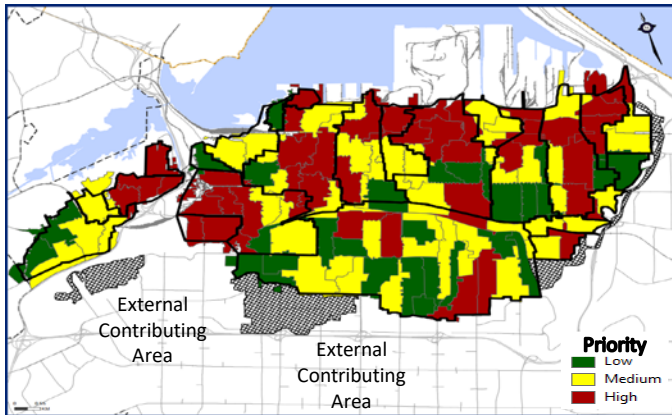 External
Contributing
Area
External
Contributing
Area
Priority
Low
Medium
High